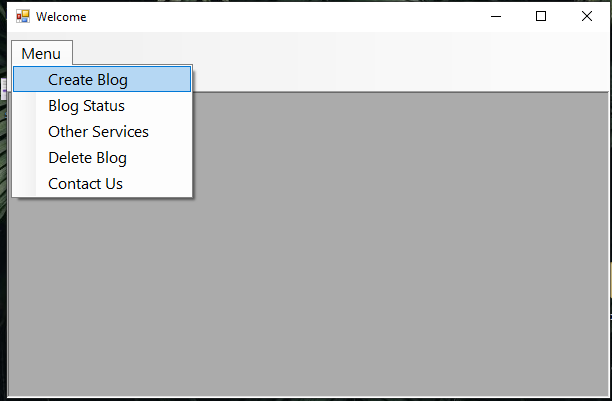 Welcome
Menu
Create Blog
Blog Status
Other Services
Delete Blog
Contact Us